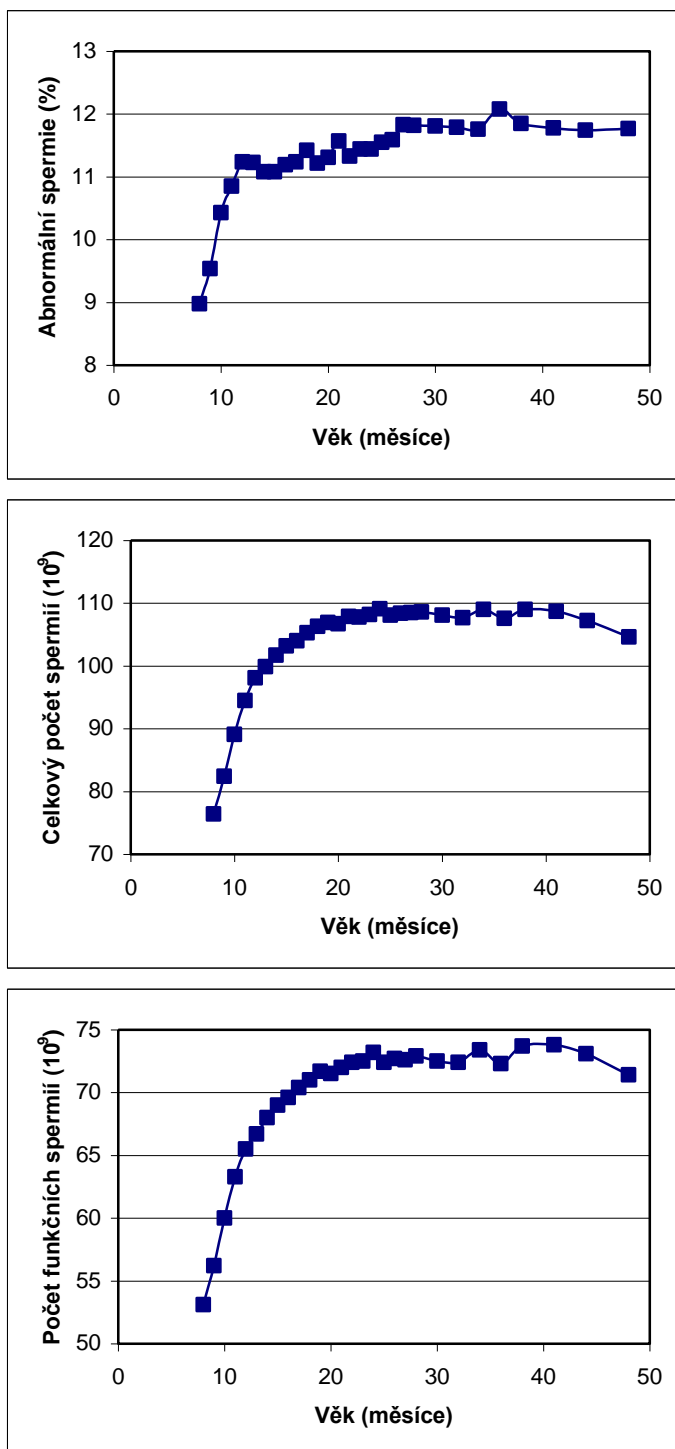 Abnormální spermie (%)
13
12
11
10
9
8
0 10 20 30 40 50
Věk (měsíce)
Celkový počet spermií (10⁹)
120
110
100
90
80
70
0 10 20 30 40 50
Věk (měsíce)
Počet funkčních spermií (10⁹)
75
70
65
60
55
50
0 10 20 30 40 50
Věk (měsíce)